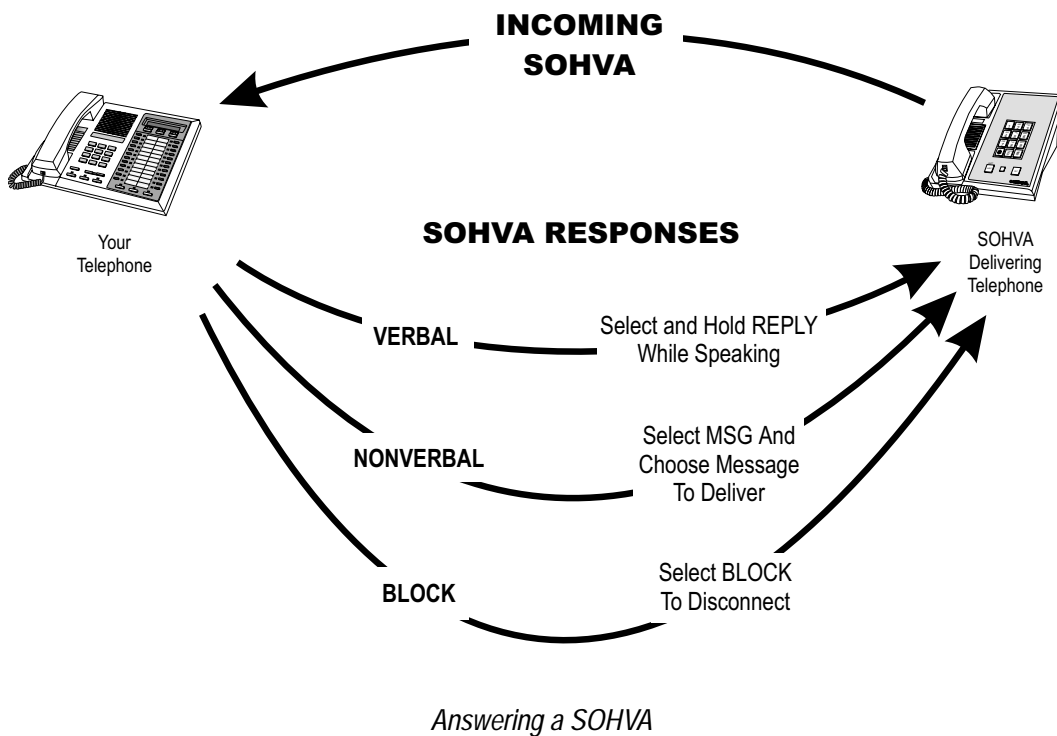 INCOMING
SOHVA
Your
Telephone
SOHVA
Delivering
Telephone
SOHVA RESPONSES
VERBAL
Select and Hold REPLY
While Speaking
NONVERBAL
Select MSG And
Choose Message
To Deliver
BLOCK
Select BLOCK
To Disconnect
Answering a SOHVA